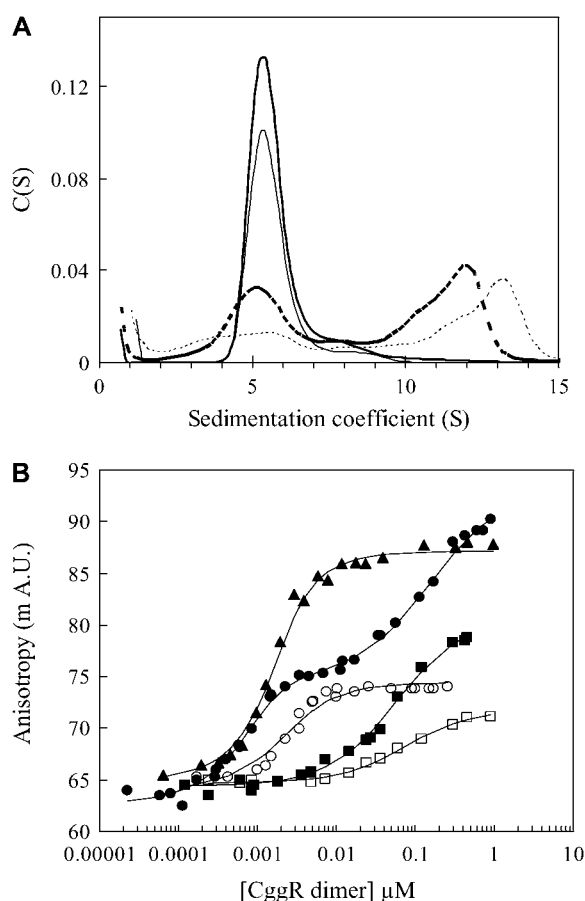 A
0.12
0.08
C(S)
0.04
0
0 5 10 15
Sedimentation coefficient (S)
B
95
90
85
80
75
70
65
60
Anisotropy (m A.U.)
0.00001 0.0001 0.001 0.01 0.1 1 10
[CggR dimer] µM